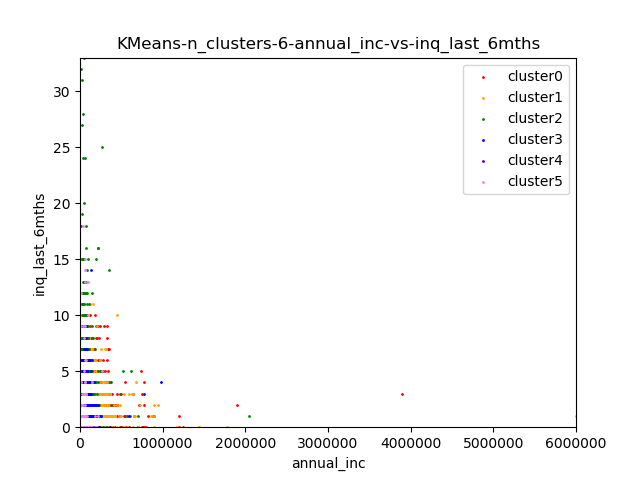 KMeans-n_clusters-6-annual_inc-vs-inq_last_6mths
cluster0
cluster1
cluster2
cluster3
cluster4
cluster5
30
25
20
15
10
5
0
inq_last_6mths
0 1000000 2000000 3000000 4000000 5000000 6000000
annual_inc